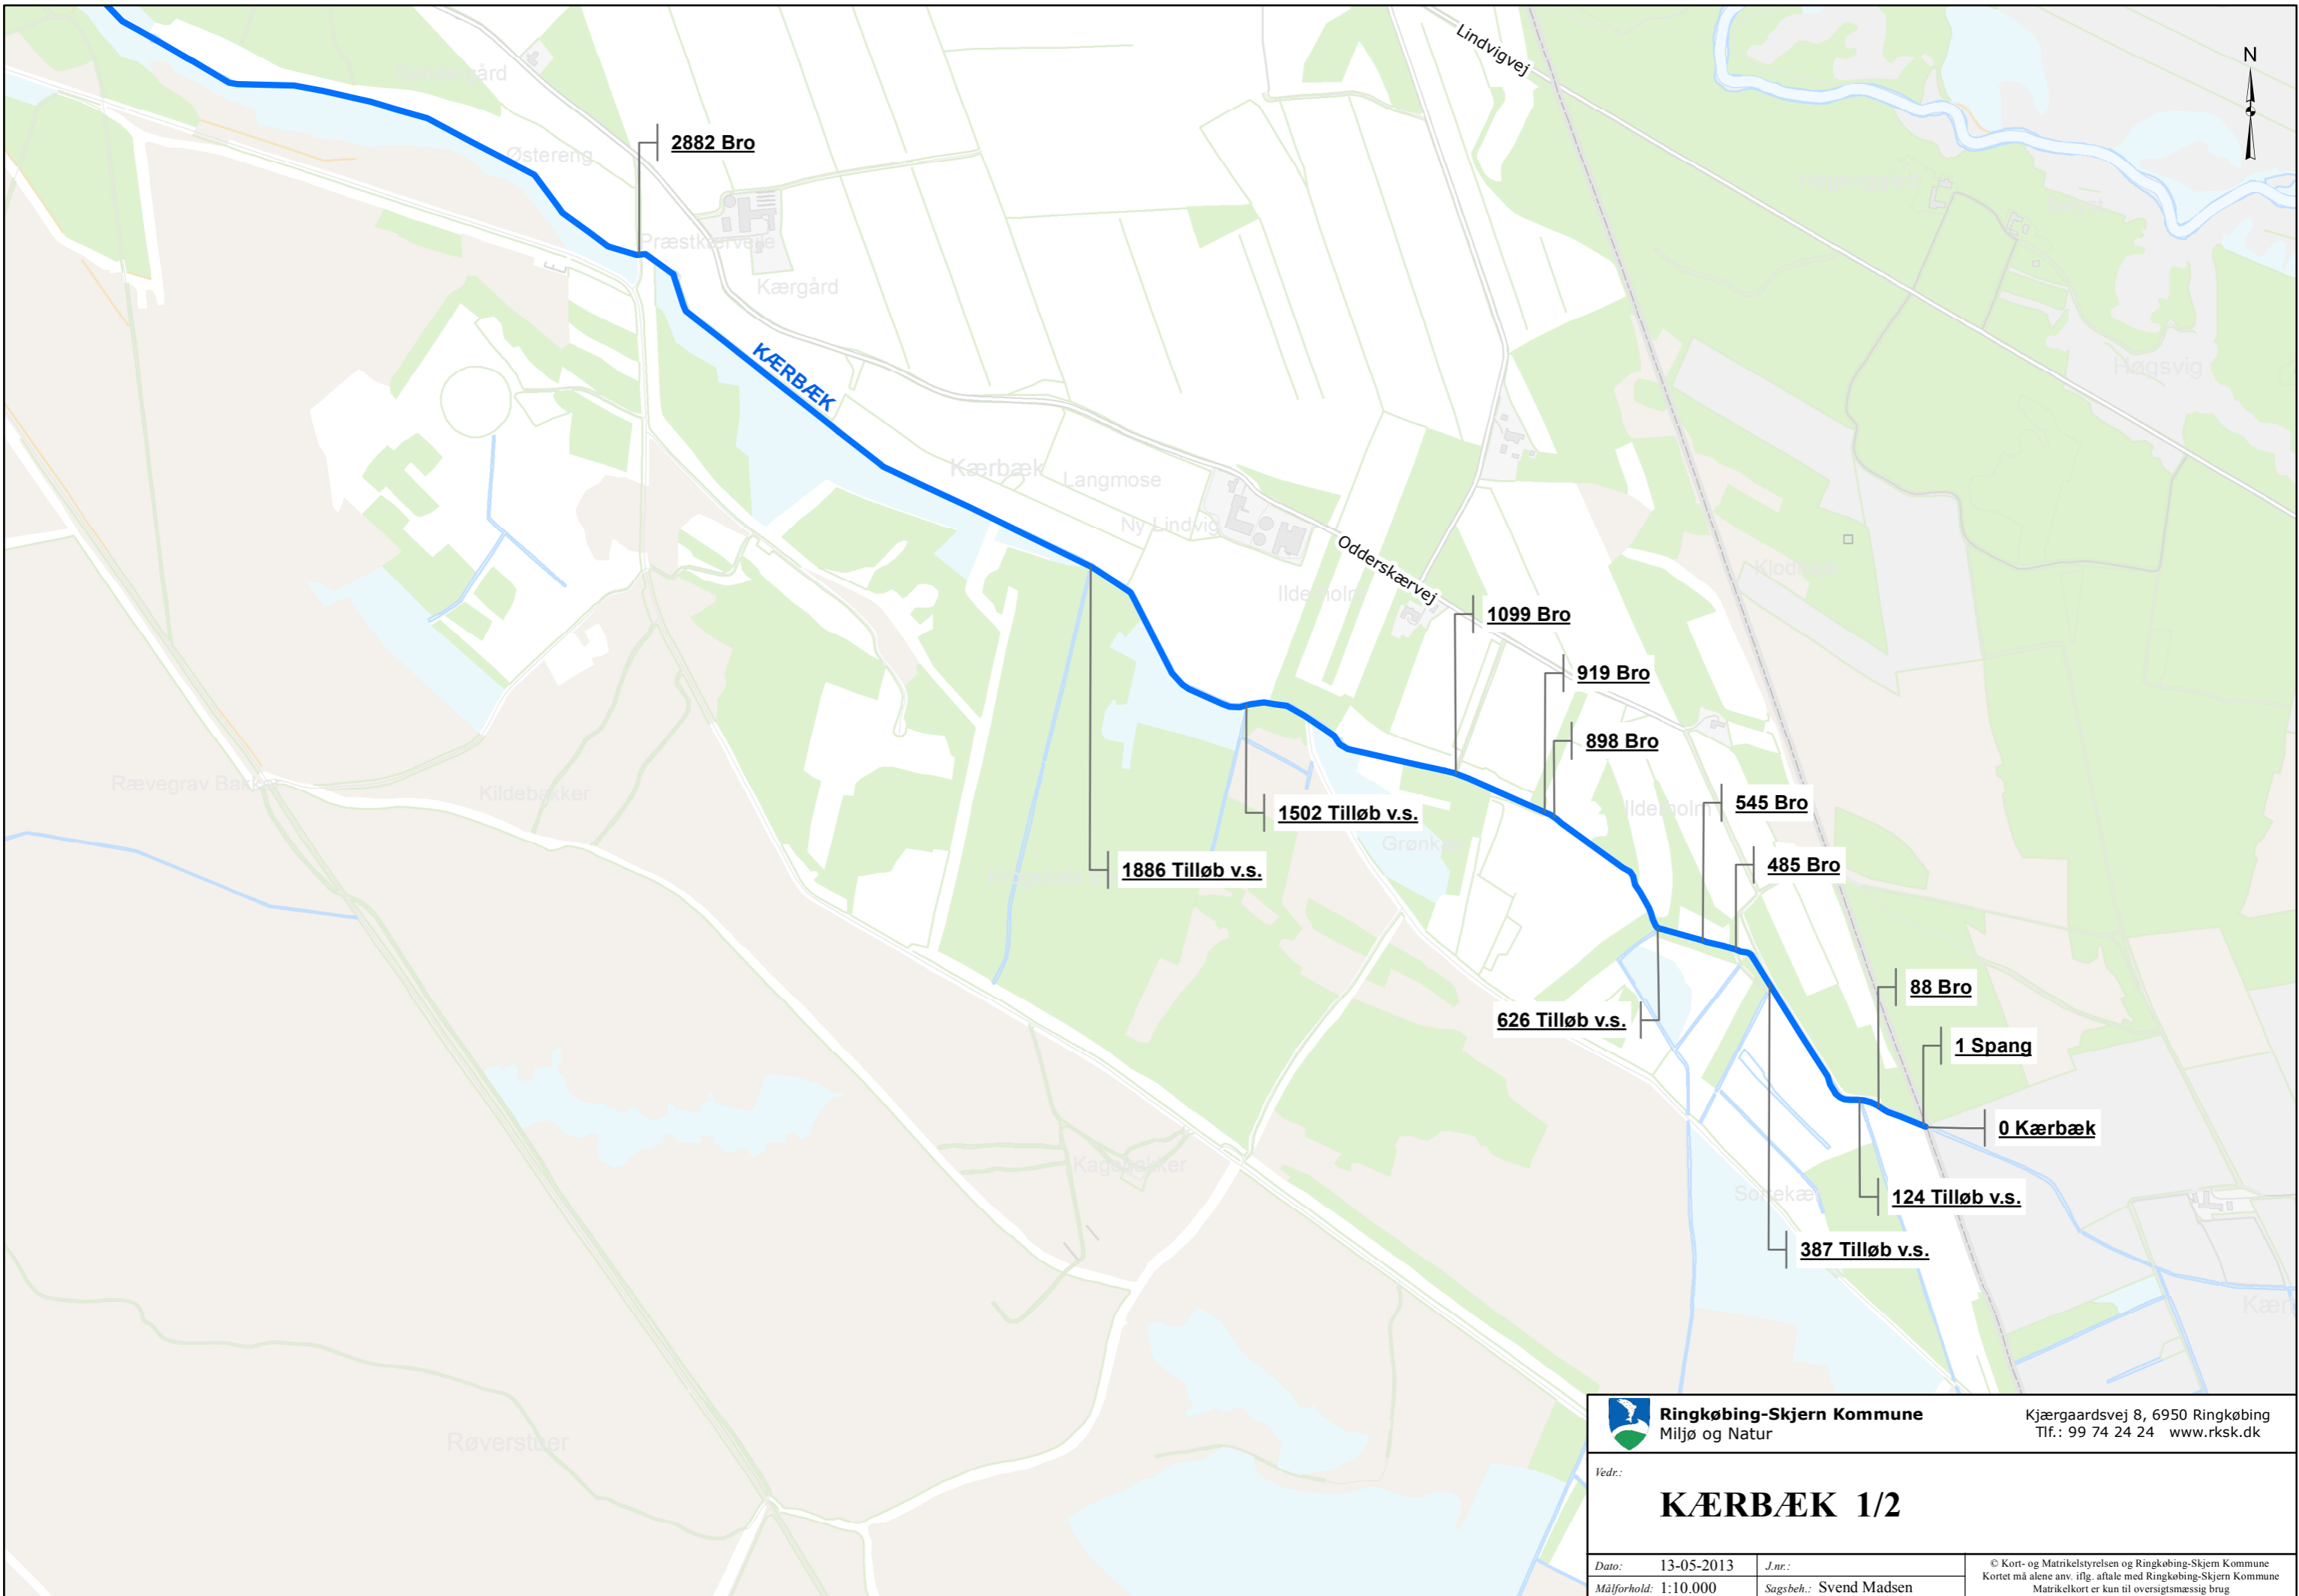 Lindvigvej
N
2882 Bro
Østereng
Præstkærveje
Kærgård
KÆRBÆK
Høgsvig
Kærbæk
Langmose
Ny Lindvig
Odderskærvej
1099 Bro
919 Bro
898 Bro
Rævegrav Bakker
Kildebakker
1502 Tilløb v.s.
545 Bro
1886 Tilløb v.s.
485 Bro
626 Tilløb v.s.
88 Bro
1 Spang
0 Kærbæk
124 Tilløb v.s.
387 Tilløb v.s.
Røverstuer
Ringkøbing-Skjern Kommune
Miljø og Natur
Kjærgaardsvej 8, 6950 Ringkøbing
Tlf.: 99 74 24 24 www.rksk.dk
Vedr.:
KÆRBÆK 1/2
Dato: 13-05-2013
J.nr.:
Målforhold: 1:10.000
Sagsbeh.: Svend Madsen
© Kort- og Matrikelstyrelsen og Ringkøbing-Skjern Kommune
Kortet må alene anv. iflg. aftale med Ringkøbing-Skjern Kommune
Matrikelkort er kun til oversigtsmæssig brug